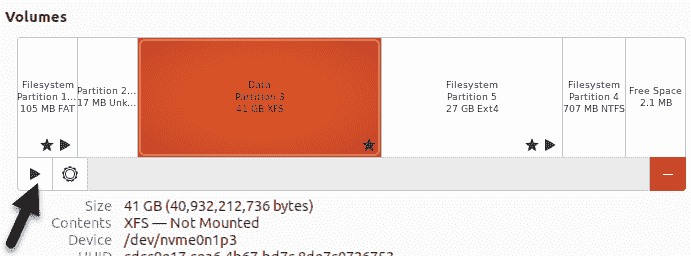 Volumes
Filesystem
Partition 1...
105 MB FAT
Partition 2...
17 MB Unk...
Data
Partition 3
41 GB XFS
Filesystem
Partition 5
27 GB Ext4
Filesystem
Partition 4
707 MB NTFS
Free Space
2.1 MB
Size 41 GB (40,932,212,736 bytes)
Contents XFS — Not Mounted
Device /dev/nvme0n1p3
UUID